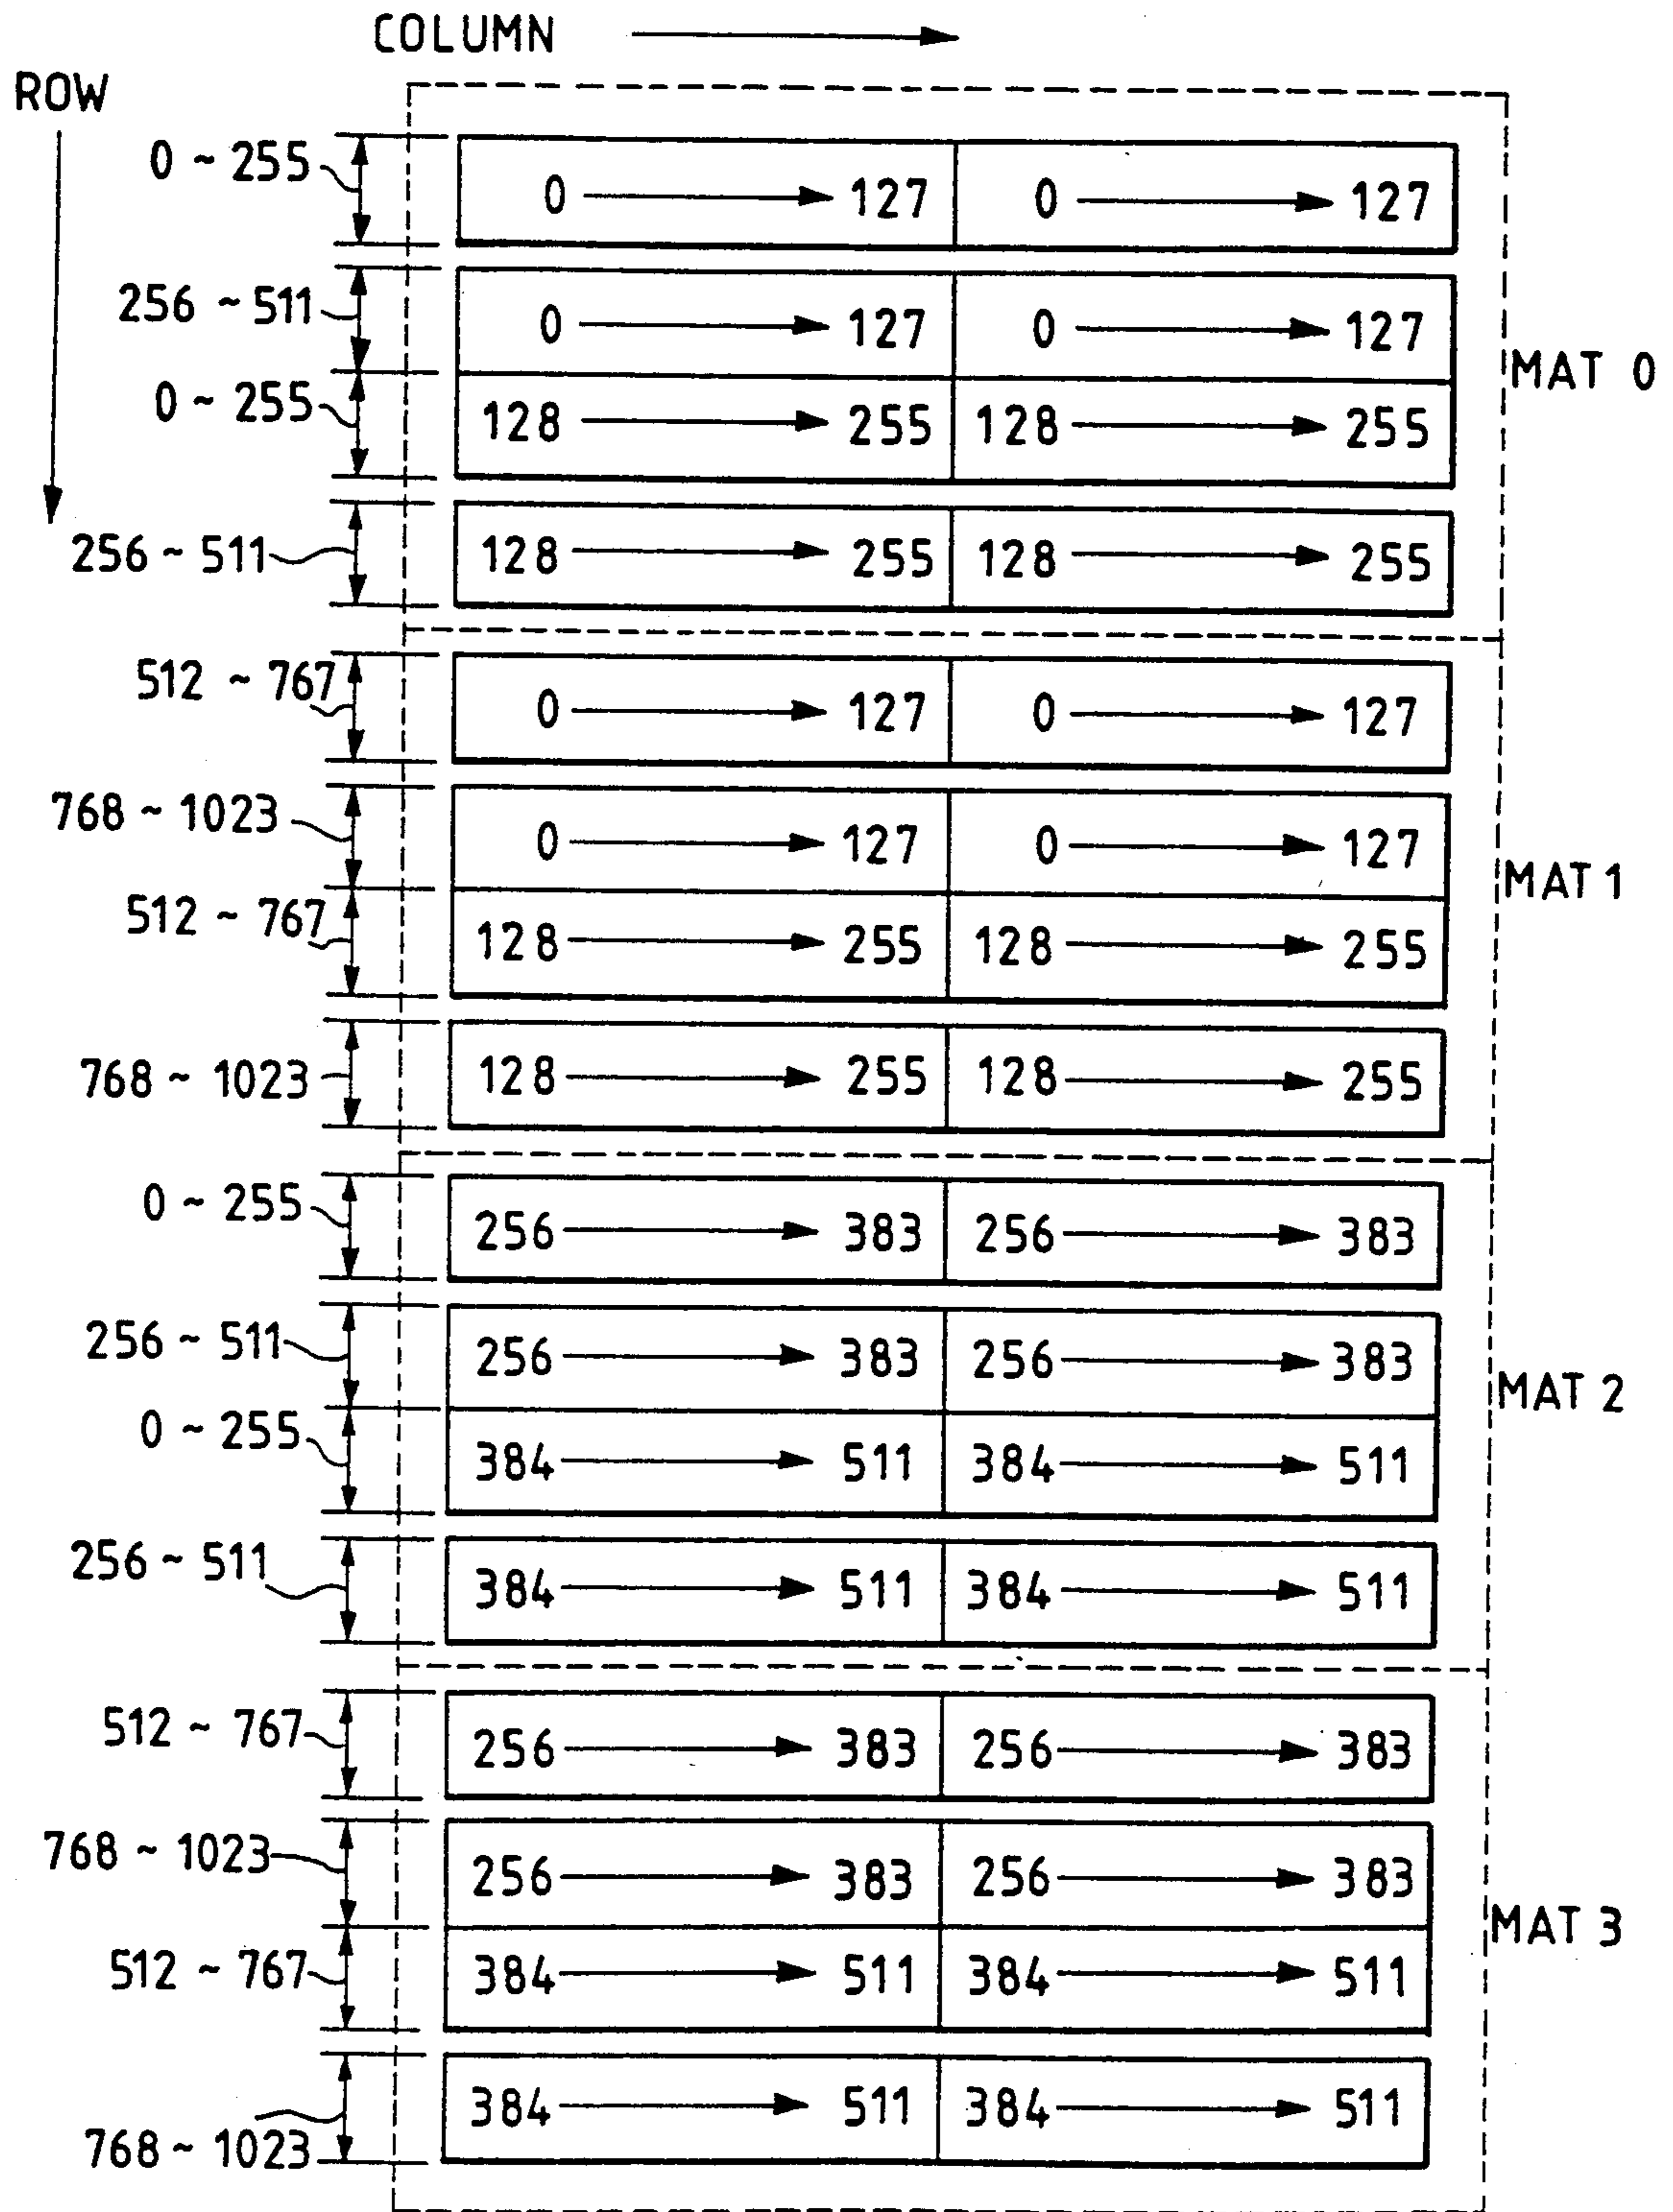 COLUMN
ROW
0 ~ 255
0 127 0 127
256 ~ 511
0 127 0 127
MAT 0
0 ~ 255
128 255 128 255
256 ~ 511
128 255 128 255
512 ~ 767
0 127 0 127
768 ~ 1023
0 127 0 127
MAT 1
512 ~ 767
128 255 128 255
768 ~ 1023
128 255 128 255
0 ~ 255
256 383 256 383
256 ~ 511
256 383 256 383
MAT 2
0 ~ 255
384 511 384 511
256 ~ 511
384 511 384 511
512 ~ 767
256 383 256 383
768 ~ 1023
256 383 256 383
MAT 3
512 ~ 767
384 511 384 511
768 ~ 1023
384 511 384 511